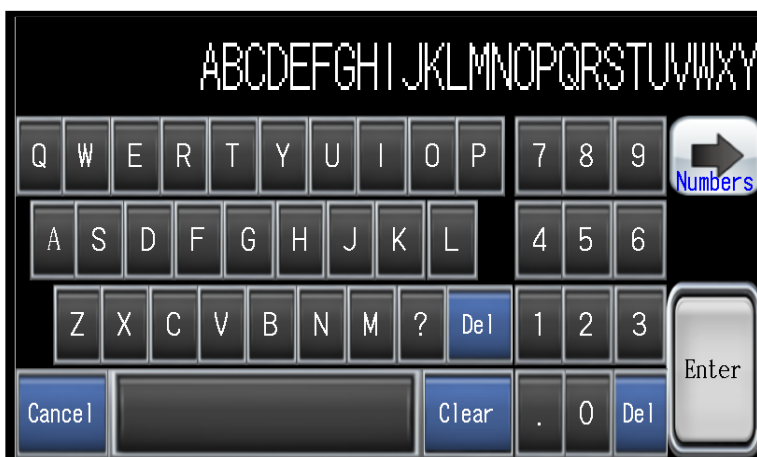 ABCDEFGHIJKLMNOPQRSTUVWXY
Q W E R T Y U I O P 7 8 9
Numbers
A S D F G H J K L 4 5 6
Z X C V B N M ? Del 1 2 3
Enter
Cancel Clear . 0 Del